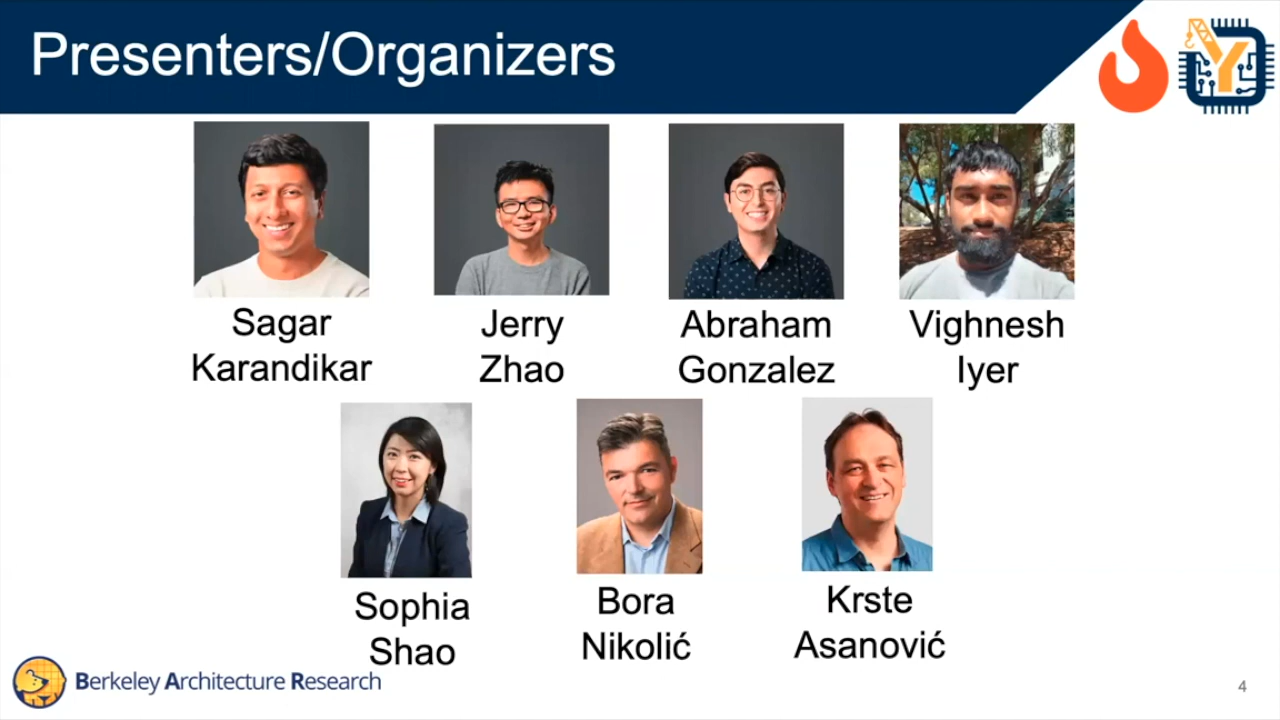 Presenters/Organizers
Sagar
Karandikar
Jerry
Zhao
Abraham
Gonzalez
Vighnesh
Iyer
Sophia
Shao
Bora
Nikolić
Krste
Asanović
Berkeley Architecture Research
4